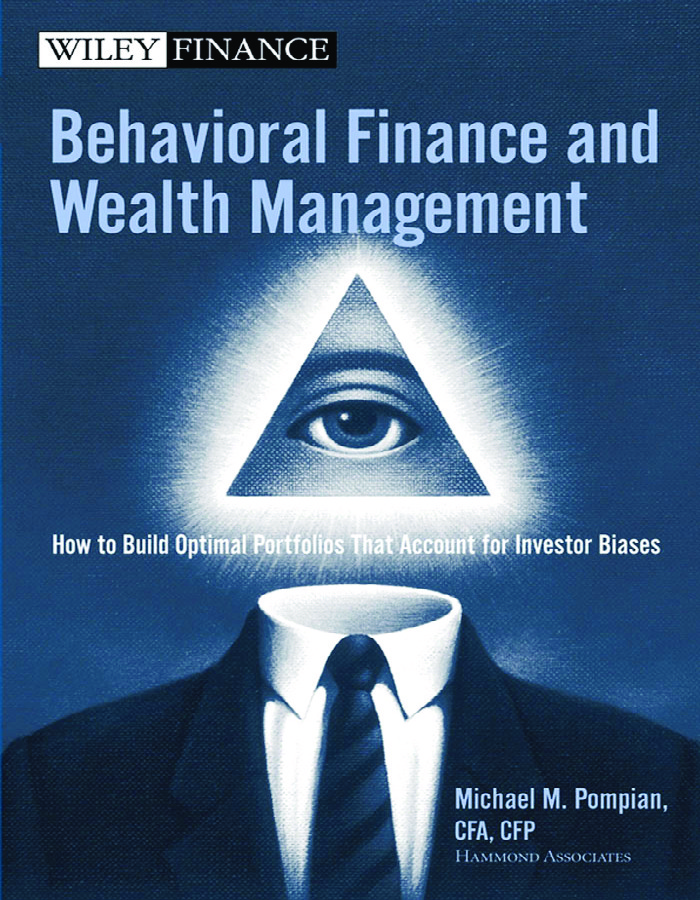 WILEY FINANCE
Behavioral Finance and
Wealth Management
How to Build Optimal Portfolios That Account for Investor Biases
Michael M. Pompian,
CFA, CFP
HAMMOND ASSOCIATES